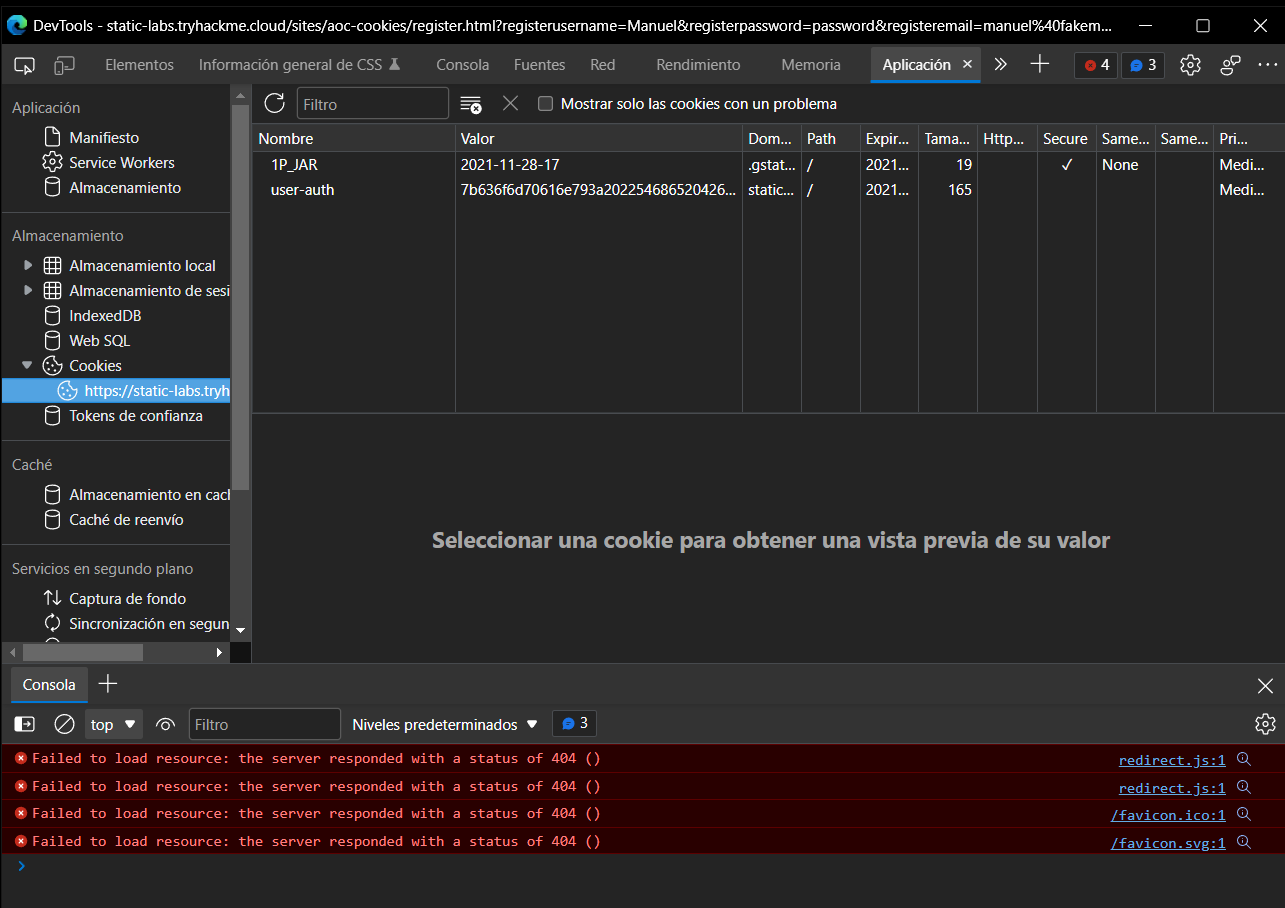 DevTools - static-labs.tryhackme.cloud/sites/aoc-cookies/register.html?registerusername=Manuel&registerpassword=password&registeremail=manuel%40fakem...
Elementos Información general de CSS Consola Fuentes Red Rendimiento Memoria Aplicación 4 3
Aplicación
Manifiesto
Service Workers
Almacenamiento
Almacenamiento
Almacenamiento local
Almacenamiento de sesi
IndexedDB
Web SQL
Cookies
https://static-labs.tryh
Tokens de confianza
Caché
Almacenamiento en cach
Caché de reenvío
Servicios en segundo plano
Captura de fondo
Sincronización en segun
Filtro Mostrar solo las cookies con un problema
Nombre Valor Dom... Path Expir... Tama... Http... Secure Same... Same... Pri...
1P_JAR 2021-11-28-17 .gstat... / 2021... 19 ✓ None Medi...
user-auth 7b636f6d70616e793a202254686520426... static... / 2021... 165 Medi...
Seleccionar una cookie para obtener una vista previa de su valor
Consola
top Filtro Niveles predeterminados 3
Failed to load resource: the server responded with a status of 404 () redirect.js:1
Failed to load resource: the server responded with a status of 404 () redirect.js:1
Failed to load resource: the server responded with a status of 404 () /favicon.ico:1
Failed to load resource: the server responded with a status of 404 () /favicon.svg:1